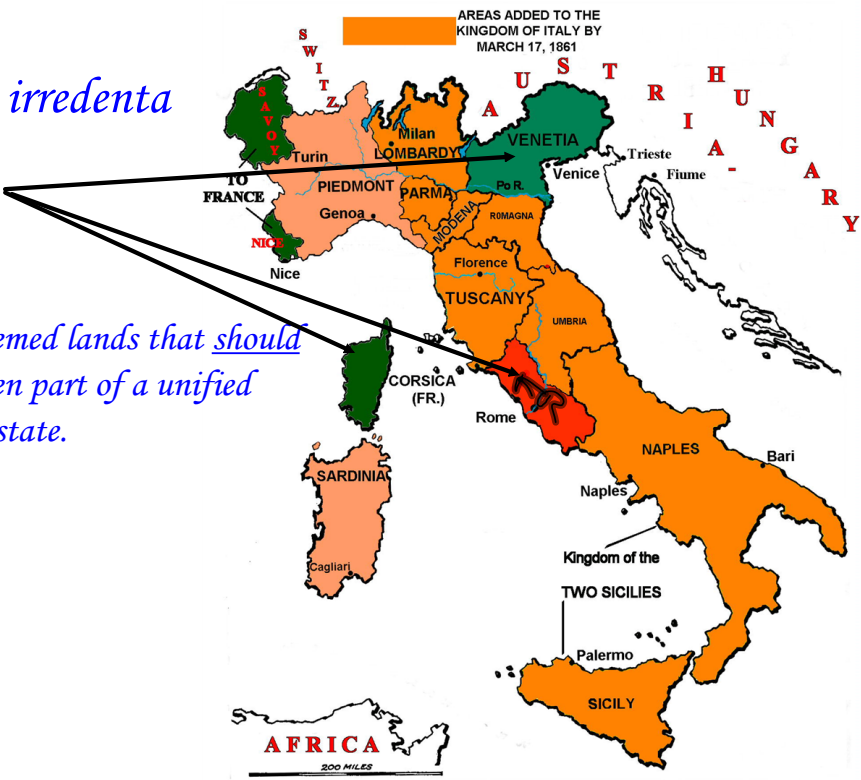 AREAS ADDED TO THE
KINGDOM OF ITALY BY
MARCH 17, 1861
irredenta
SWITZ
AUSTRIA-
HUNGARY
SAVOY
Milan
LOMBARDY
VENETIA
Turin
Trieste
Venice
Fiume
TO
FRANCE
PIEDMONT
PARMA
Po R.
Genoa
MODENA
ROMAGNA
NICE
Nice
Florence
TUSCANY
UMBRIA
emed lands that should
en part of a unified
state.
CORSICA
(FR.)
Rome
NAPLES
Bari
SARDINIA
Naples
Cagliari
Kingdom of the
TWO SICILIES
Palermo
SICILY
AFRICA
200 MILES